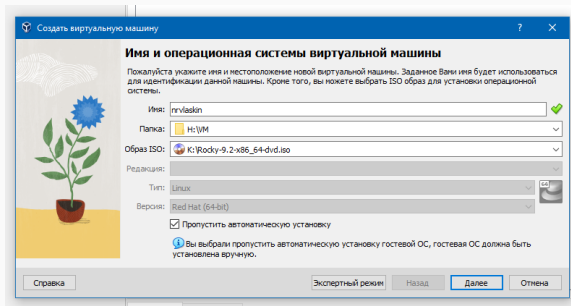 Создать виртуальную машину
Имя и операционная системы виртуальной машины
Пожалуйста укажите имя и местоположение новой виртуальной машины. Заданное Вами имя будет использоваться
для идентификации данной машины. Кроме того, вы можете выбрать ISO образ для установки операционной
системы.
Имя: nrvlaskin
Папка: H:\VM
Образ ISO: K:\Rocky-9.2-x86_64-dvd.iso
Редакция:
Тип: Linux
Версия: Red Hat (64-bit)
64
Пропустить автоматическую установку
Вы выбрали пропустить автоматическую установку гостевой ОС, гостевая ОС должна быть
установлена вручную.
Справка Экспертный режим Назад Далее Отмена